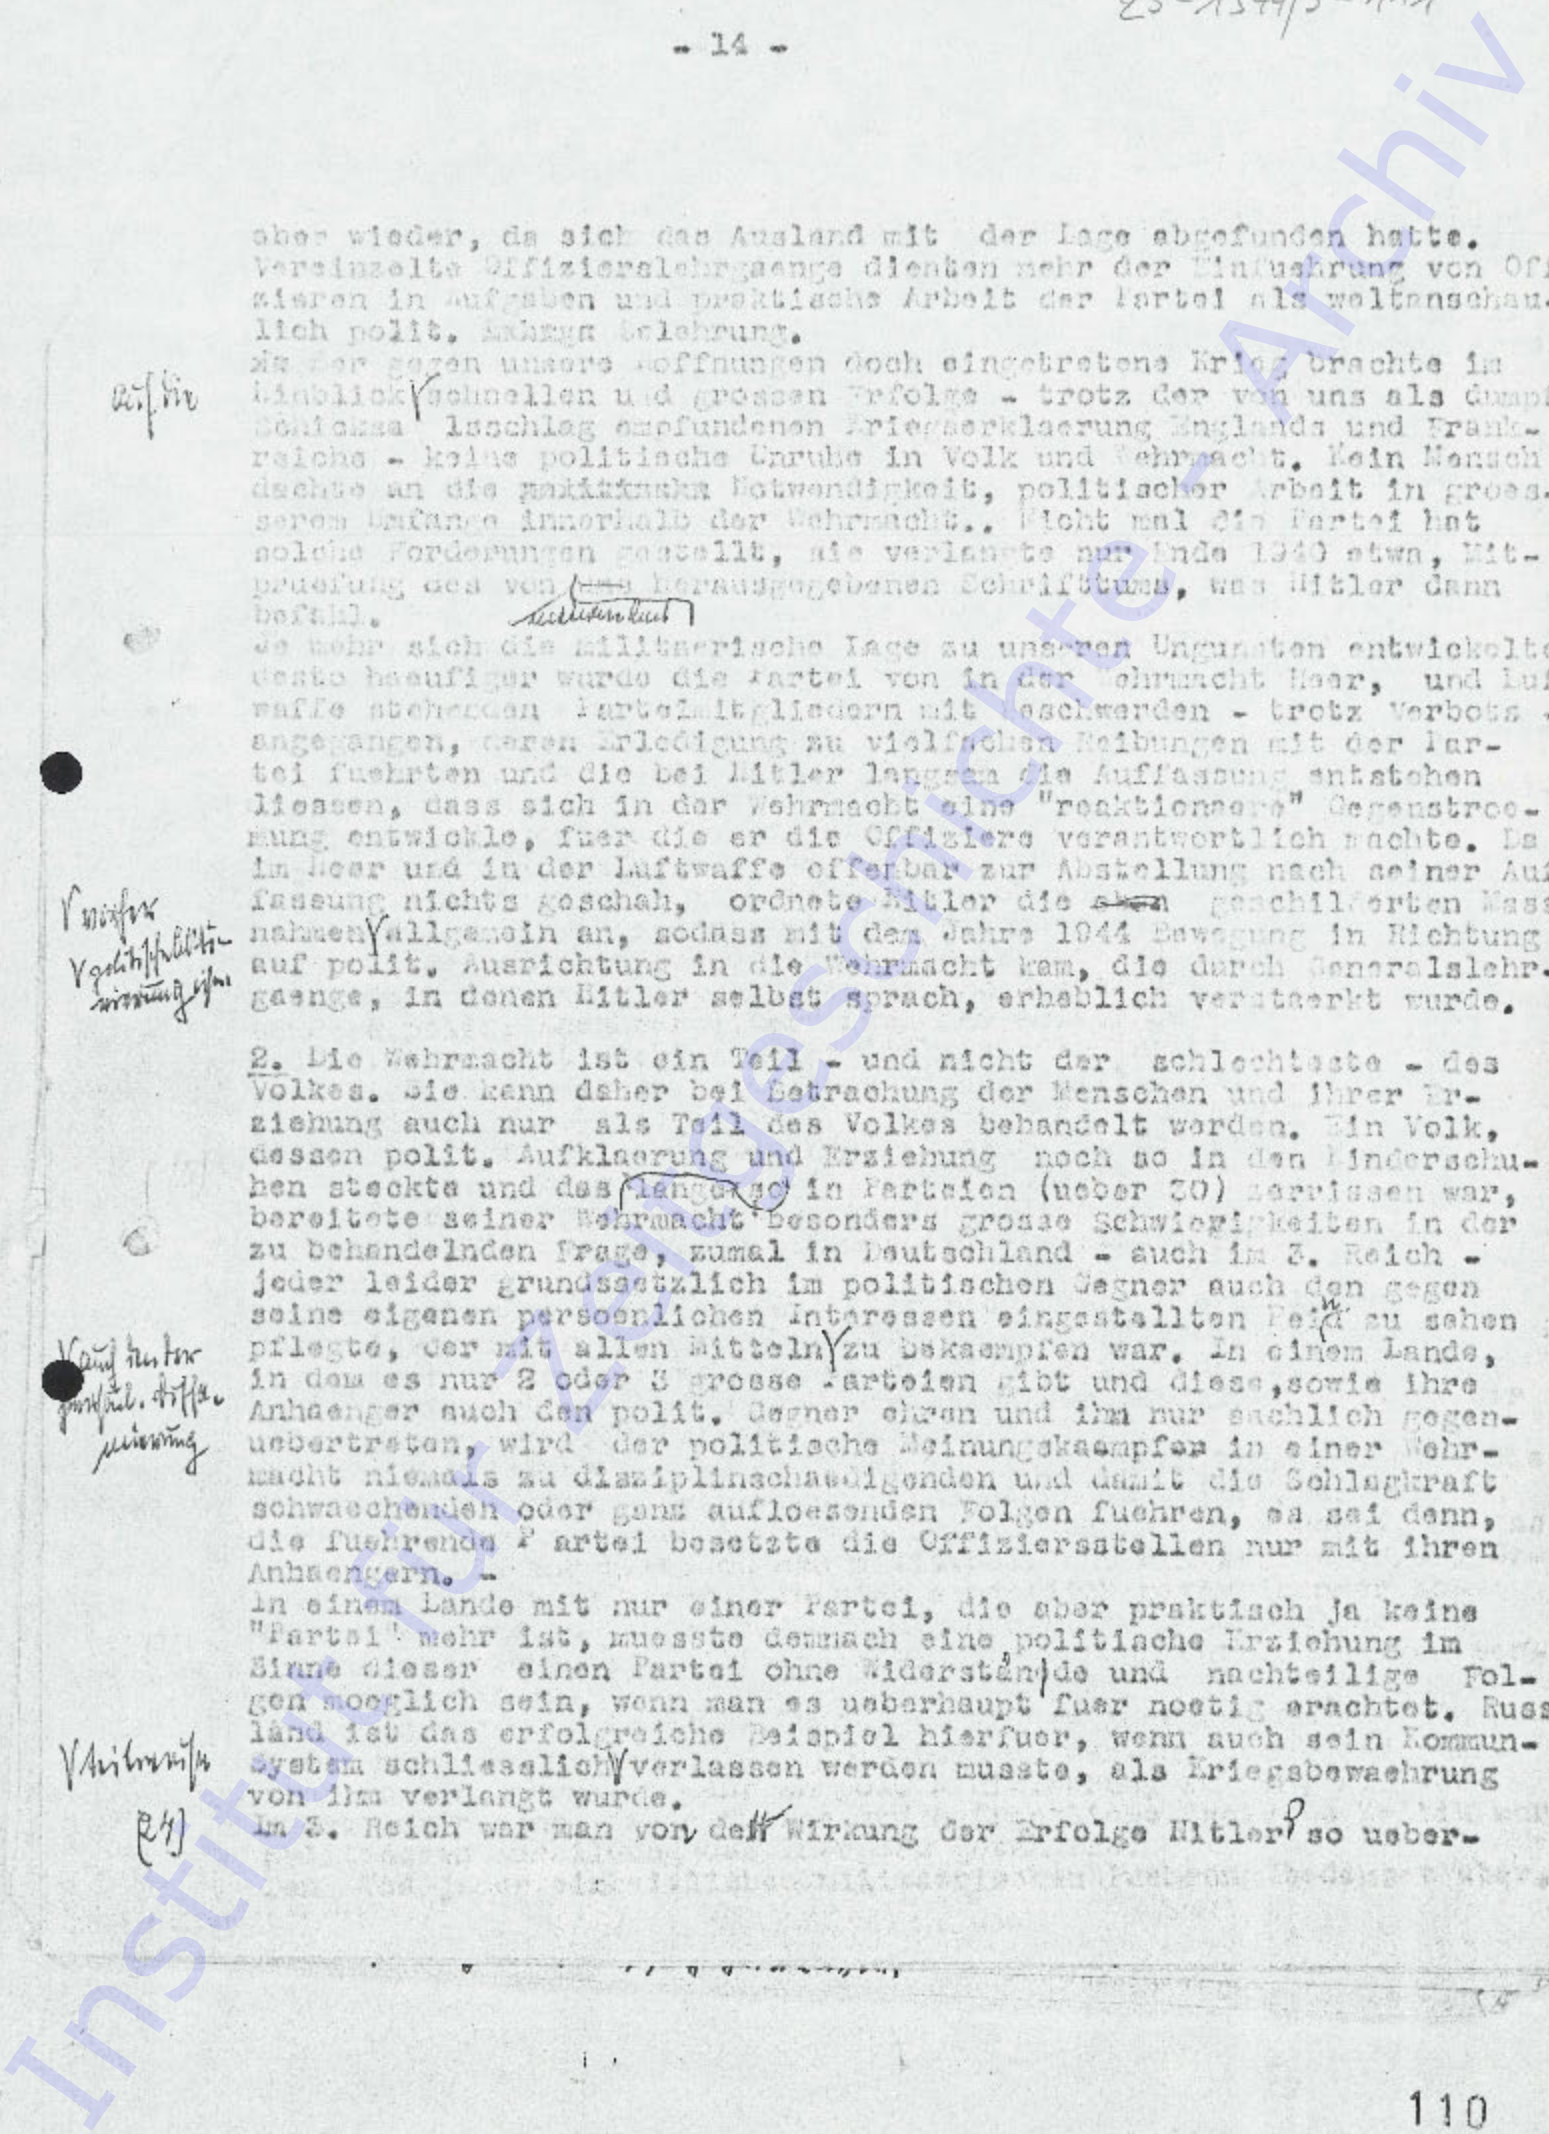 - 14 -
aber wieder, da sich das Ausland mit der Lage abgefunden hatte.
Vereinzelte Offizierslehrgaenge dienten mehr der Einfuehrung von Offi
zieren in Aufgaben und praktische Arbeit der Partei als weltanschau-
lich polit. Belehrung.
der gegen unsere Hoffnungen doch eingetretene Krieg brachte im
auf die
Hinblick schnellen und grossen Erfolge - trotz der von uns als dumpf
Schicksa lsschlag empfundenen Kriegserklaerung Englands und Frank-
reichs - keine politische Unruhe in Volk und Wehrmacht. Kein Mensch
dachte an die Notwendigkeit, politischer Arbeit in groes-
serem Umfange innerhalb der Wehrmacht.. Nicht mal die Partei hat
solche Forderungen gestellt, sie verlangte nur Ende 1940 etwa, Mit-
pruefung des von herausgegebenen Schrifttums, was Hitler dann
befahl.
Je mehr sich die militaerische Lage zu unseren Ungunsten entwickelte
desto haeufiger wurde die Partei von in der Wehrmacht Heer, und Luf
waffe stehenden Parteimitgliedern mit Beschwerden - trotz Verbots -
angegangen, deren Erledigung zu vielfachen Reibungen mit der Par-
tei fuehrten und die bei Hitler langsam die Auffassung entstehen
liessen, dass sich in der Wehrmacht eine "reaktionaere" Gegenstroe-
mung entwickle, fuer die er die Offiziere verantwortlich machte. Da
im Heer und in der Luftwaffe offenbar zur Abstellung nach seiner Auf
fassung nichts geschah, ordnete Hitler die geschilderten Mass
nahmen allgemein an, sodass mit dem Jahre 1944 Bewegung in Richtung
auf polit. Ausrichtung in die Wehrmacht kam, die durch Generalslehr-
gaenge, in denen Hitler selbst sprach, erheblich verstaerkt wurde.
2. Die Wehrmacht ist ein Teil - und nicht der schlechteste - des
Volkes. Sie kann daher bei Betrachung der Menschen und ihrer Er-
ziehung auch nur als Teil des Volkes behandelt werden. Ein Volk,
dessen polit. Aufklaerung und Erziehung noch so in den Kinderschu-
hen steckte und das lange so in Parteien (ueber 30) zerrissen war,
bereitete seiner Wehrmacht besonders grosse Schwierigkeiten in der
zu behandelnden Frage, zumal in Deutschland - auch im 3. Reich -
jeder leider grundsaetzlich im politischen Gegner auch den gegen
seine eigenen persoenlichen Interessen eingestellten Feind zu sehen
pflegte, der mit allen Mitteln zu bekaempfen war. In einem Lande,
auch unter
in dem es nur 2 oder 3 grosse Parteien gibt und diese, sowie ihre
Anhaenger auch den polit. Gegner ehren und ihm nur sachlich gegen-
uebertreten, wird der politische Meinungskaempfer in einer Wehr-
macht niemals zu disziplinschaedigenden und damit die Schlagkraft
schwaechenden oder ganz aufloesenden Folgen fuehren, es sei denn,
die fuehrende P artei besetzte die Offiziersstellen nur mit ihren
Anhaengern. -
In einem Lande mit nur einer Partei, die aber praktisch ja keine
"Partei" mehr ist, muesste demnach eine politische Erziehung im
Sinne dieser einen Partei ohne Widerstände und nachteilige Fol-
gen moeglich sein, wenn man es ueberhaupt fuer noetig erachtet. Russ
land ist das erfolgreiche Beispiel hierfuer, wenn auch sein Kommun-
teilweise
system schliesslich verlassen werden musste, als Kriegsbewaehrung
von ihm verlangt wurde.
(24)
Im 3. Reich war man von der Wirkung der Erfolge Hitler so ueber-
110
Institut für Zeitgeschichte - Archiv